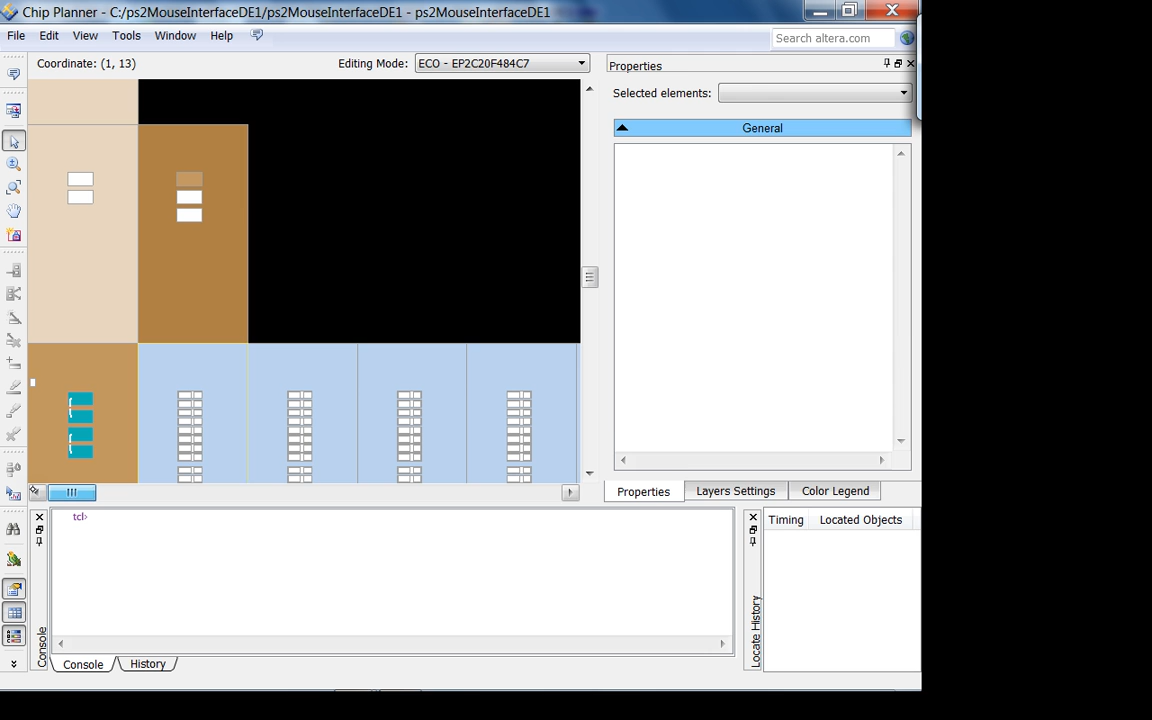 Chip Planner - C:/ps2MouseInterfaceDE1/ps2MouseInterfaceDE1 - ps2MouseInterfaceDE1
File Edit View Tools Window Help
Search altera.com
Coordinate: (1, 13)
Editing Mode: ECO - EP2C20F484C7
Properties
Selected elements:
General
Properties Layers Settings Color Legend
tcl>
Console
Console History
Locate History
Timing Located Objects